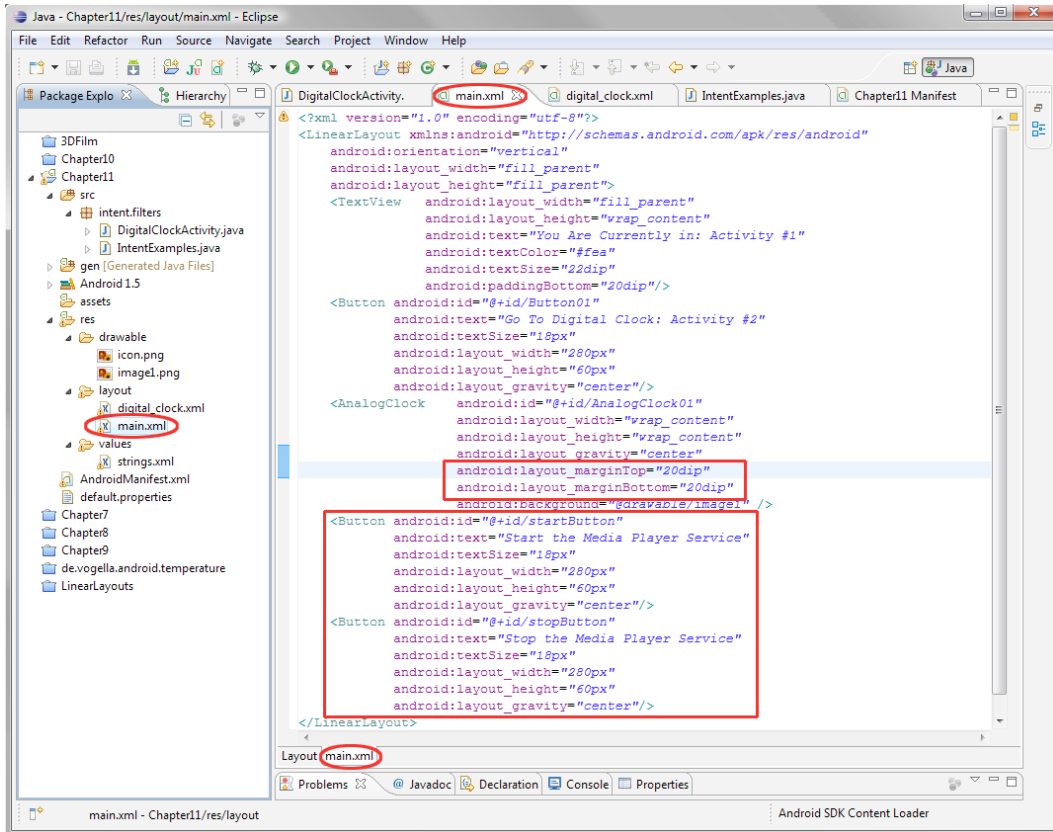 Java - Chapter11/res/layout/main.xml - Eclipse
File Edit Refactor Run Source Navigate Search Project Window Help
Java
Package Explo Hierarchy
DigitalClockActivity. main.xml digital_clock.xml IntentExamples.java Chapter11 Manifest
3DFilm
Chapter10
Chapter11
src
intent.filters
DigitalClockActivity.java
IntentExamples.java
gen [Generated Java Files]
Android 1.5
assets
res
drawable
icon.png
image1.png
layout
digital_clock.xml
main.xml
values
strings.xml
AndroidManifest.xml
default.properties
Chapter7
Chapter8
Chapter9
de.vogella.android.temperature
LinearLayouts
<?xml version="1.0" encoding="utf-8"?>
<LinearLayout xmlns:android="http://schemas.android.com/apk/res/android"
android:orientation="vertical"
android:layout_width="fill_parent"
android:layout_height="fill_parent">
<TextView android:layout_width="fill_parent"
android:layout_height="wrap_content"
android:text="You Are Currently in: Activity #1"
android:textColor="#fea"
android:textSize="22dip"
android:paddingBottom="20dip"/>
<Button android:id="@+id/Button01"
android:text="Go To Digital Clock: Activity #2"
android:textSize="18px"
android:layout_width="280px"
android:layout_height="60px"
android:layout_gravity="center"/>
<AnalogClock android:id="@+id/AnalogClock01"
android:layout_width="wrap_content"
android:layout_height="wrap_content"
android:layout_gravity="center"
android:layout_marginTop="20dip"
android:layout_marginBottom="20dip"
android:background="@drawable/image1" />
<Button android:id="@+id/startButton"
android:text="Start the Media Player Service"
android:textSize="18px"
android:layout_width="280px"
android:layout_height="60px"
android:layout_gravity="center"/>
<Button android:id="@+id/stopButton"
android:text="Stop the Media Player Service"
android:textSize="18px"
android:layout_width="280px"
android:layout_height="60px"
android:layout_gravity="center"/>
</LinearLayout>
Layout main.xml
Problems @ Javadoc Declaration Console Properties
main.xml - Chapter11/res/layout
Android SDK Content Loader